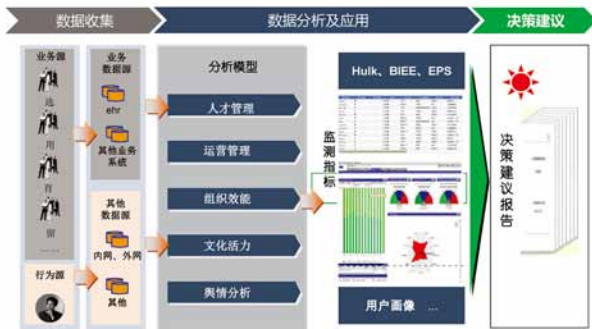 数据收集
数据分析及应用
决策建议
业务源
选
用
育
留
……
行为源
业务
数据源
ehr
其他业务
系统
其他
数据源
内网、外网
其他
分析模型
人才管理
运营管理
组织效能
文化活力
舆情分析
监测指标
Hulk、BIEE、EPS
用户画像 …
决策建议报告